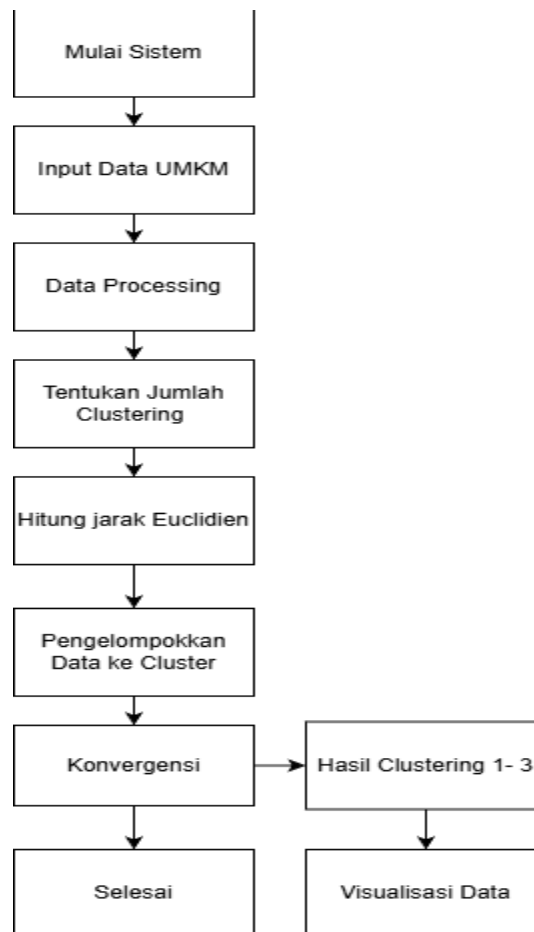 Mulai Sistem
Input Data UMKM
Data Processing
Tentukan Jumlah
Clustering
Hitung jarak Euclidien
Pengelompokkan
Data ke Cluster
Konvergensi
Hasil Clustering 1- 3
Selesai
Visualisasi Data